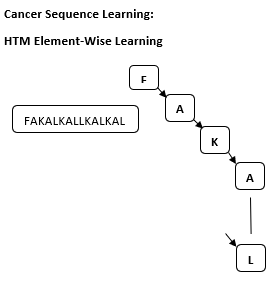 Cancer Sequence Learning:
HTM Element-Wise Learning
F
A
FAKALKALLKALKAL
K
A
L